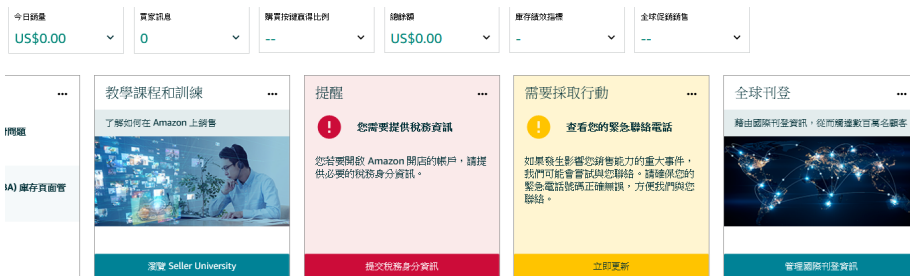 今日銷量
買家訊息
購買按鍵贏得比例
總餘額
庫存績效指標
全球促銷銷售
US$0.00
0
--
US$0.00
-
--
教學課程和訓練
提醒
需要採取行動
全球刊登
了解如何在 Amazon 上銷售
您需要提供稅務資訊
查看您的緊急聯絡電話
藉由國際刊登資訊，從而觸達數百萬名顧客
問題
您若要開啟 Amazon 開店的帳戶，請提
供必要的稅務身分資訊。
如果發生影響您銷售能力的重大事件，
我們可能會嘗試與您聯絡。請確保您的
緊急電話號碼正確無誤，方便我們與您
聯絡。
BA) 庫存頁面管
瀏覽 Seller University
提交稅務身分資訊
立即更新
管理國際刊登資訊